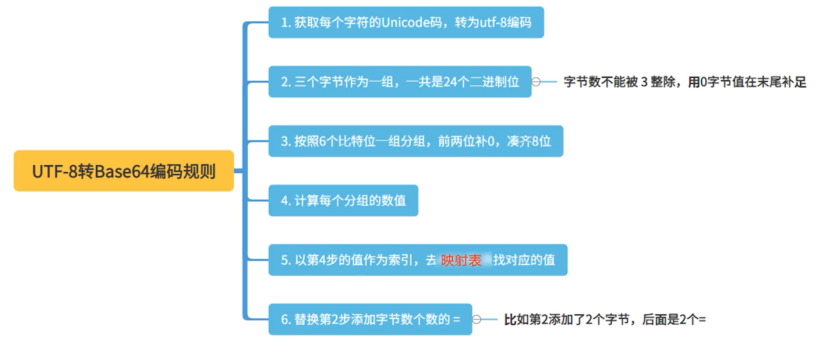 1. 获取每个字符的Unicode码，转为utf-8编码
2. 三个字节作为一组，一共是24个二进制位
字节数不能被 3 整除，用0字节值在末尾补足
3. 按照6个比特位一组分组，前两位补0，凑齐8位
UTF-8转Base64编码规则
4. 计算每个分组的数值
5. 以第4步的值作为索引，去 映射表 找对应的值
6. 替换第2步添加字节数个数的 =
比如第2添加了2个字节，后面是2个=